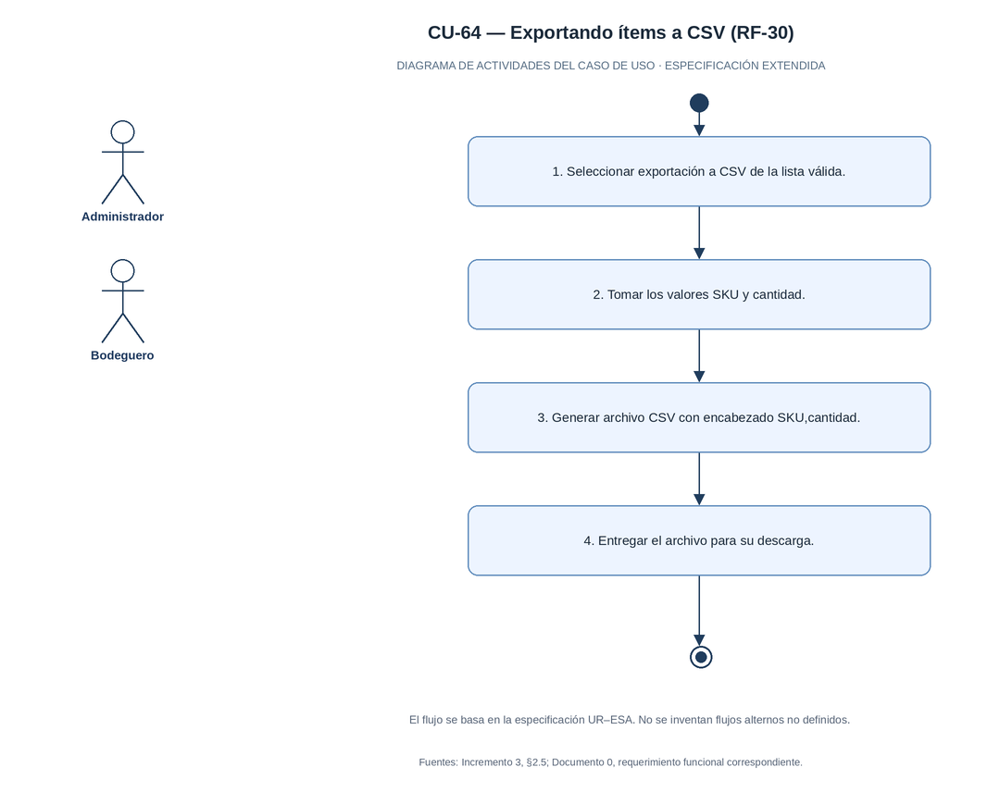 CU-64 — Exportando ítems a CSV (RF-30)
DIAGRAMA DE ACTIVIDADES DEL CASO DE USO · ESPECIFICACIÓN EXTENDIDA
Administrador
Bodeguero
1. Seleccionar exportación a CSV de la lista válida.
2. Tomar los valores SKU y cantidad.
3. Generar archivo CSV con encabezado SKU,cantidad.
4. Entregar el archivo para su descarga.
El flujo se basa en la especificación UR–ESA. No se inventan flujos alternos no definidos.
Fuentes: Incremento 3, §2.5; Documento 0, requerimiento funcional correspondiente.